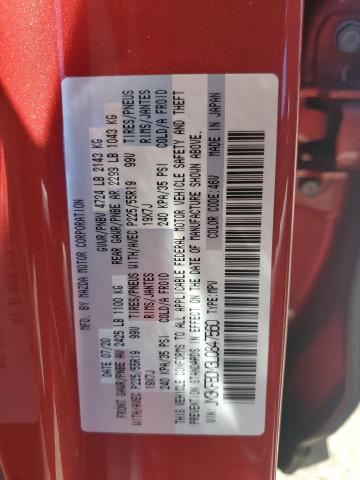 MFD. BY MAZDA MOTOR CORPORATION
DATE 07/20 GVWR/PNBV 4724 LB 2143 KG
FRONT GAWR/PNBE AV 2425 LB 1100 KG REAR GAWR/PNBE AR 2299 LB 1043 KG
WITH/AVEC P225/55R19 99V TIRES/PNEUS WITH/AVEC P225/55R19 99V TIRES/PNEUS
19X7J RIMS/JANTES 19X7J RIMS/JANTES
240 KPA/35 PSI COLD/A FROID 240 KPA/35 PSI COLD/A FROID
THIS VEHICLE CONFORMS TO ALL APPLICABLE FEDERAL MOTOR VEHICLE SAFETY AND THEFT
PREVENTION STANDARDS IN EFFECT ON THE DATE OF MANUFACTURE SHOWN ABOVE.
MADE IN JAPAN
VIN: TYPE:MPV COLOR CODE:46V